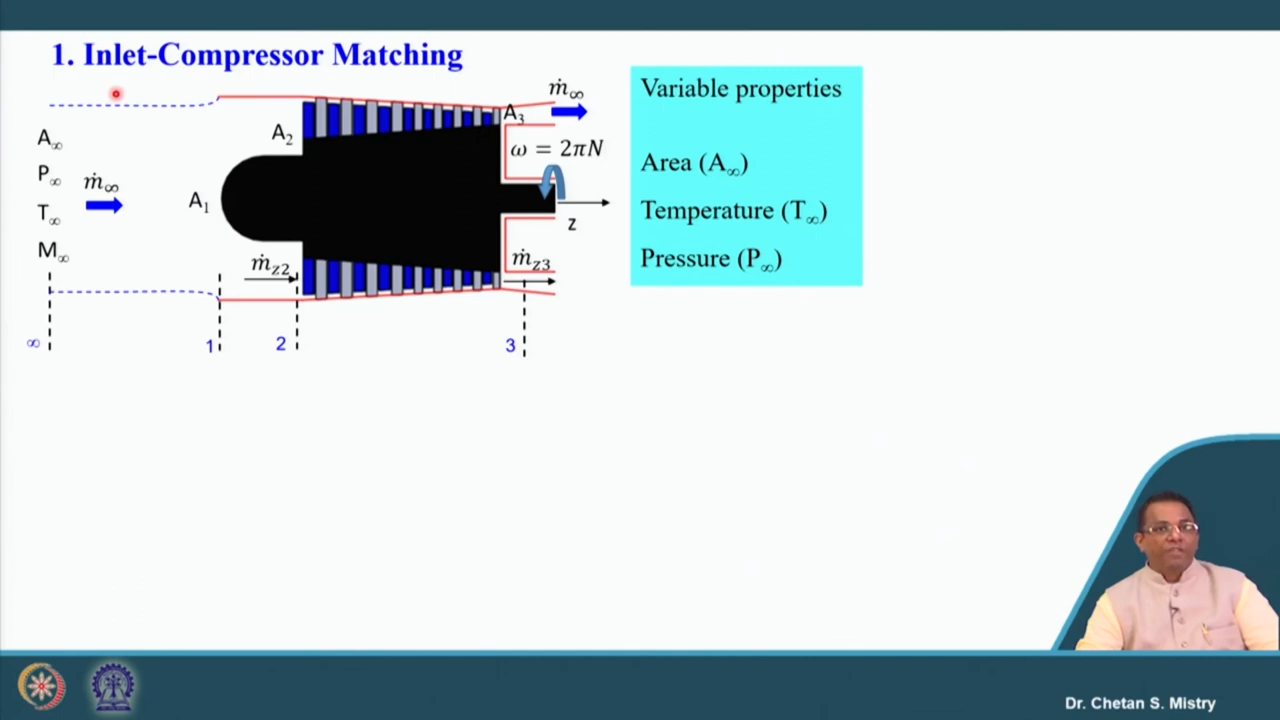 1. Inlet-Compressor Matching
A∞
P∞
T∞
M∞
ṁ∞
A₁
A₂
ṁz2
A₃
ṁ∞
ω = 2πN
z
ṁz3
∞
1
2
3
Variable properties
Area (A∞)
Temperature (T∞)
Pressure (P∞)
Dr. Chetan S. Mistry